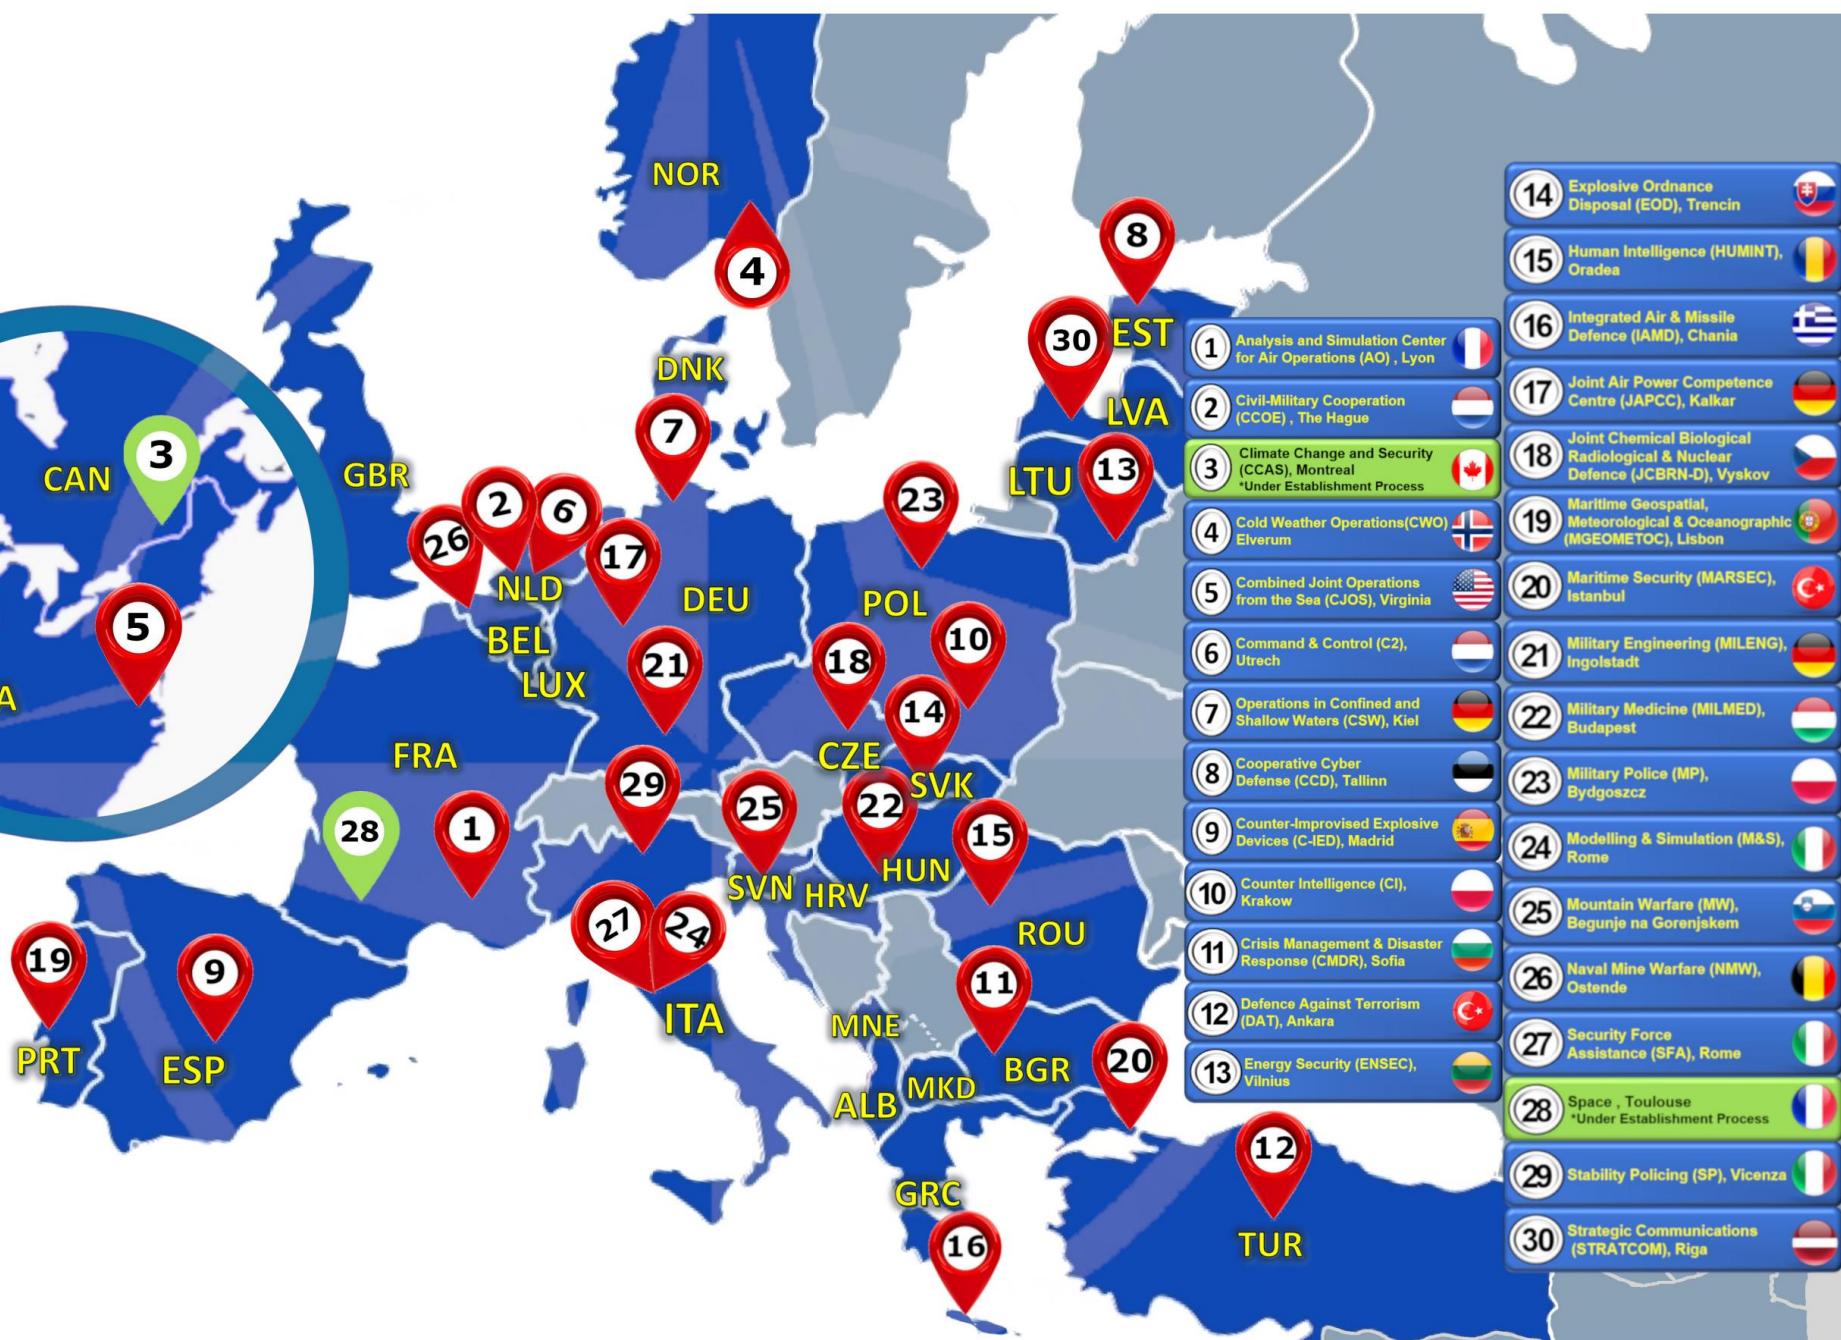 NOR
4
8
EST
30
DNK
LVA
7
LTU
13
CAN
3
GBR
5
A
26
2
6
17
NLD
BEL
LUX
DEU
21
23
POL
18
10
14
CZE
SVK
FRA
28
1
29
25
22
15
SVN
HRV
HUN
ROU
27
24
ITA
19
9
PRT
ESP
11
MNE
BGR
20
ALB
MKD
GRC
16
12
TUR
1 Analysis and Simulation Center
for Air Operations (AO) , Lyon
2 Civil-Military Cooperation
(CCOE) , The Hague
3 Climate Change and Security
(CCAS), Montreal
*Under Establishment Process
4 Cold Weather Operations(CWO)
Elverum
5 Combined Joint Operations
from the Sea (CJOS), Virginia
6 Command & Control (C2),
Utrech
7 Operations in Confined and
Shallow Waters (CSW), Kiel
8 Cooperative Cyber
Defense (CCD), Tallinn
9 Counter-Improvised Explosive
Devices (C-IED), Madrid
10 Counter Intelligence (CI),
Krakow
11 Crisis Management & Disaster
Response (CMDR), Sofia
12 Defence Against Terrorism
(DAT), Ankara
13 Energy Security (ENSEC),
Vilnius
14 Explosive Ordnance
Disposal (EOD), Trencin
15 Human Intelligence (HUMINT),
Oradea
16 Integrated Air & Missile
Defence (IAMD), Chania
17 Joint Air Power Competence
Centre (JAPCC), Kalkar
18 Joint Chemical Biological
Radiological & Nuclear
Defence (JCBRN-D), Vyskov
19 Maritime Geospatial,
Meteorological & Oceanographic
(MGEOMETOC), Lisbon
20 Maritime Security (MARSEC),
Istanbul
21 Military Engineering (MILENG),
Ingolstadt
22 Military Medicine (MILMED),
Budapest
23 Military Police (MP),
Bydgoszcz
24 Modelling & Simulation (M&S),
Rome
25 Mountain Warfare (MW),
Begunje na Gorenjskem
26 Naval Mine Warfare (NMW),
Ostende
27 Security Force
Assistance (SFA), Rome
28 Space , Toulouse
*Under Establishment Process
29 Stability Policing (SP), Vicenza
30 Strategic Communications
(STRATCOM), Riga